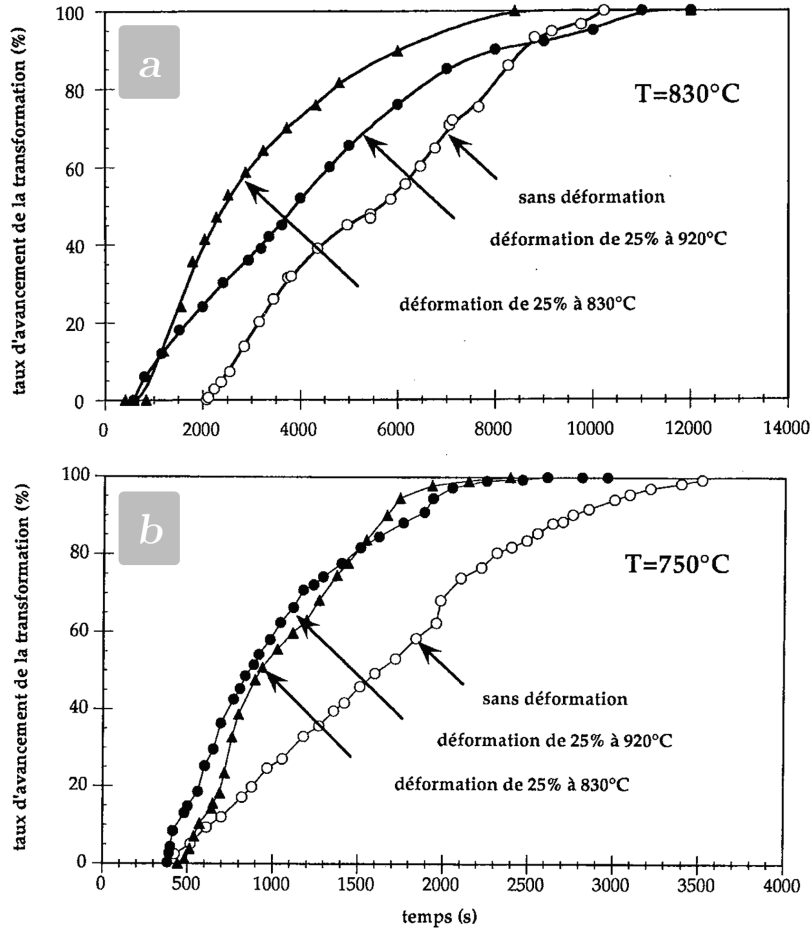 taux d'avancement de la transformation (%)
100
80
60
40
20
0
a
T=830°C
sans déformation
déformation de 25% à 920°C
déformation de 25% à 830°C
0 2000 4000 6000 8000 10000 12000 14000
taux d'avancement de la transformation (%)
100
80
60
40
20
0
b
T=750°C
sans déformation
déformation de 25% à 920°C
déformation de 25% à 830°C
0 500 1000 1500 2000 2500 3000 3500 4000
temps (s)